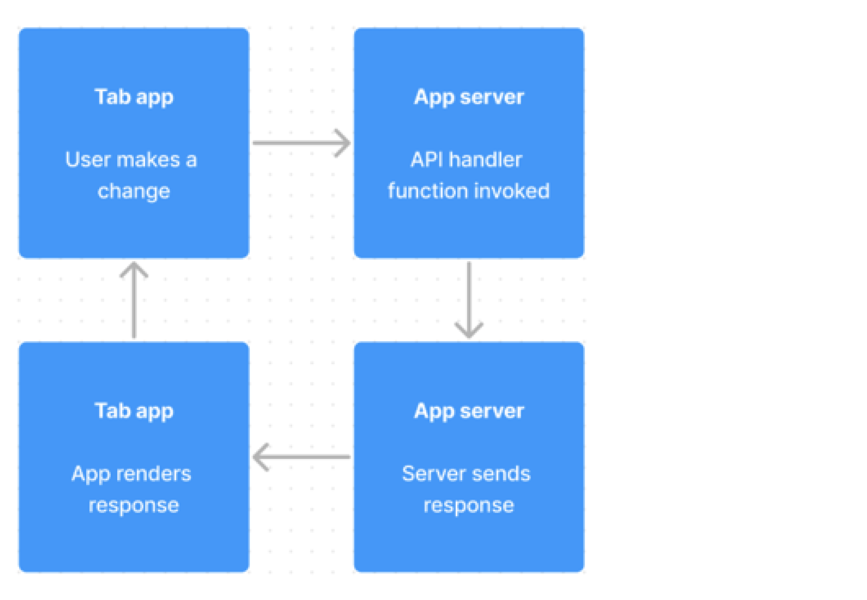 Tab app
User makes a
change
App server
API handler
function invoked
Tab app
App renders
response
App server
Server sends
response